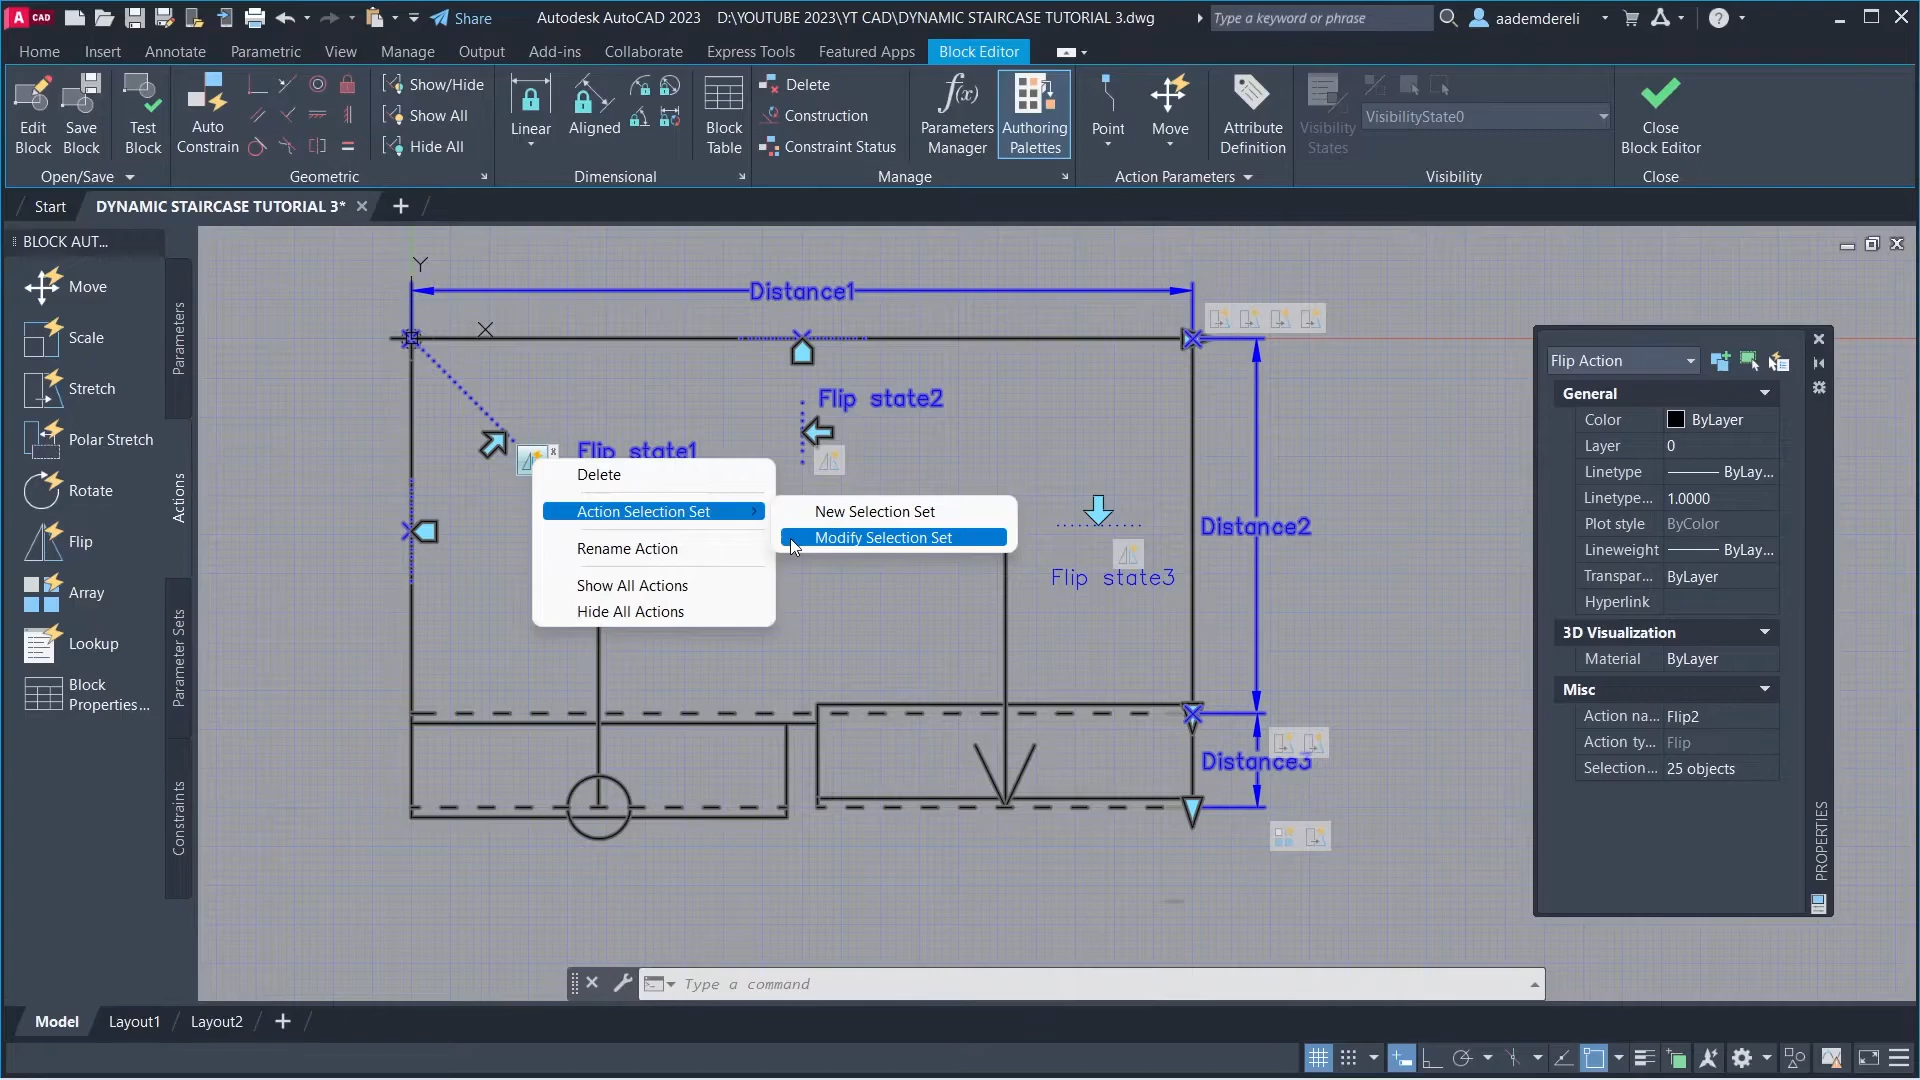 A CAD
Share
Autodesk AutoCAD 2023 D:\YOUTUBE 2023\YT CAD\DYNAMIC STAIRCASE TUTORIAL 3.dwg
Type a keyword or phrase
aademdereli
Home Insert Annotate Parametric View Manage Output Add-ins Collaborate Express Tools Featured Apps Block Editor
Edit Block
Save Block
Test Block
Auto Constrain
Show/Hide
Show All
Hide All
Linear
Aligned
Block Table
Delete
Construction
Constraint Status
f(x)
Parameters Manager
Authoring Palettes
Point
Move
Attribute Definition
Visibility States
VisibilityState0
Close Block Editor
Open/Save
Geometric
Dimensional
Manage
Action Parameters
Visibility
Close
Start
DYNAMIC STAIRCASE TUTORIAL 3*
BLOCK AUT...
Move
Scale
Stretch
Polar Stretch
Rotate
Flip
Array
Lookup
Block Properties...
Parameters
Actions
Parameter Sets
Constraints
Y
X
Distance1
Flip state2
Flip state1
Distance2
Flip state3
Distance3
Delete
Action Selection Set
Rename Action
Show All Actions
Hide All Actions
New Selection Set
Modify Selection Set
Flip Action
General
Color ByLayer
Layer 0
Linetype ByLay...
Linetype... 1.0000
Plot style ByColor
Lineweight ByLay...
Transpar... ByLayer
Hyperlink
3D Visualization
Material ByLayer
Misc
Action na... Flip2
Action ty... Flip
Selection... 25 objects
PROPERTIES
Type a command
Model Layout1 Layout2